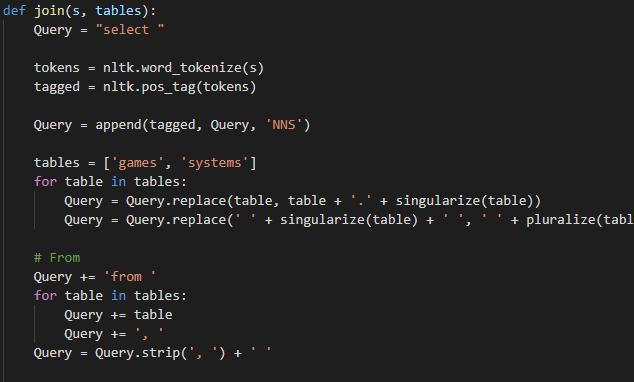 def join(s, tables):
    Query = "select "

    tokens = nltk.word_tokenize(s)
    tagged = nltk.pos_tag(tokens)

    Query = append(tagged, Query, 'NNS')

    tables = ['games', 'systems']
    for table in tables:
        Query = Query.replace(table, table + '.' + singularize(table))
        Query = Query.replace(' ' + singularize(table) + ' ', ' ' + pluralize(tabl

    # From
    Query += 'from '
    for table in tables:
        Query += table
        Query += ', '
    Query = Query.strip(', ') + ' '